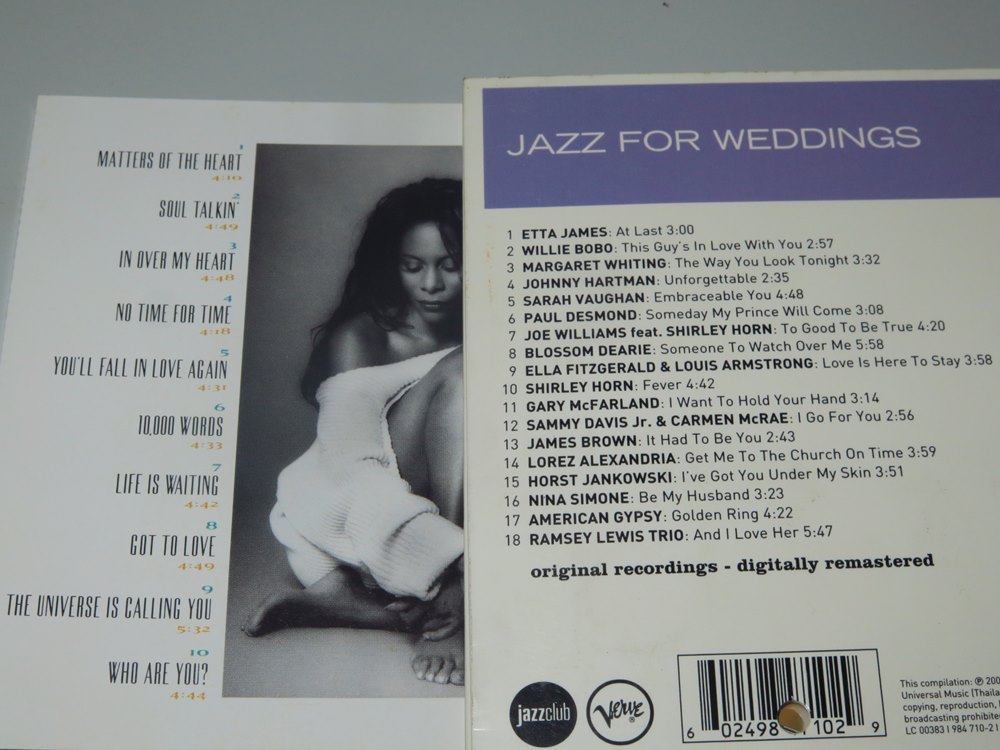 1
MATTERS OF THE HEART
4:10
2
SOUL TALKIN'
4:49
3
IN OVER MY HEART
4:48
4
NO TIME FOR TIME
4:18
5
YOU'LL FALL IN LOVE AGAIN
4:31
6
10,000 WORDS
4:33
7
LIFE IS WAITING
4:42
8
GOT TO LOVE
4:49
9
THE UNIVERSE IS CALLING YOU
5:32
10
WHO ARE YOU?
4:44
JAZZ FOR WEDDINGS
1 ETTA JAMES: At Last 3:00
2 WILLIE BOBO: This Guy's In Love With You 2:57
3 MARGARET WHITING: The Way You Look Tonight 3:32
4 JOHNNY HARTMAN: Unforgettable 2:35
5 SARAH VAUGHAN: Embraceable You 4:48
6 PAUL DESMOND: Someday My Prince Will Come 3:08
7 JOE WILLIAMS feat. SHIRLEY HORN: To Good To Be True 4:20
8 BLOSSOM DEARIE: Someone To Watch Over Me 5:58
9 ELLA FITZGERALD & LOUIS ARMSTRONG: Love Is Here To Stay 3:58
10 SHIRLEY HORN: Fever 4:42
11 GARY McFARLAND: I Want To Hold Your Hand 3:14
12 SAMMY DAVIS Jr. & CARMEN McRAE: I Go For You 2:56
13 JAMES BROWN: It Had To Be You 2:43
14 LOREZ ALEXANDRIA: Get Me To The Church On Time 3:59
15 HORST JANKOWSKI: I've Got You Under My Skin 3:51
16 NINA SIMONE: Be My Husband 3:23
17 AMERICAN GYPSY: Golden Ring 4:22
18 RAMSEY LEWIS TRIO: And I Love Her 5:47
original recordings - digitally remastered
jazzclub
Verve
6 02498 102 9
This compilation: ℗ 200
Universal Music (Thaila
copying, reproduction,
broadcasting prohibite
LC 00383 | 984 710-2 |